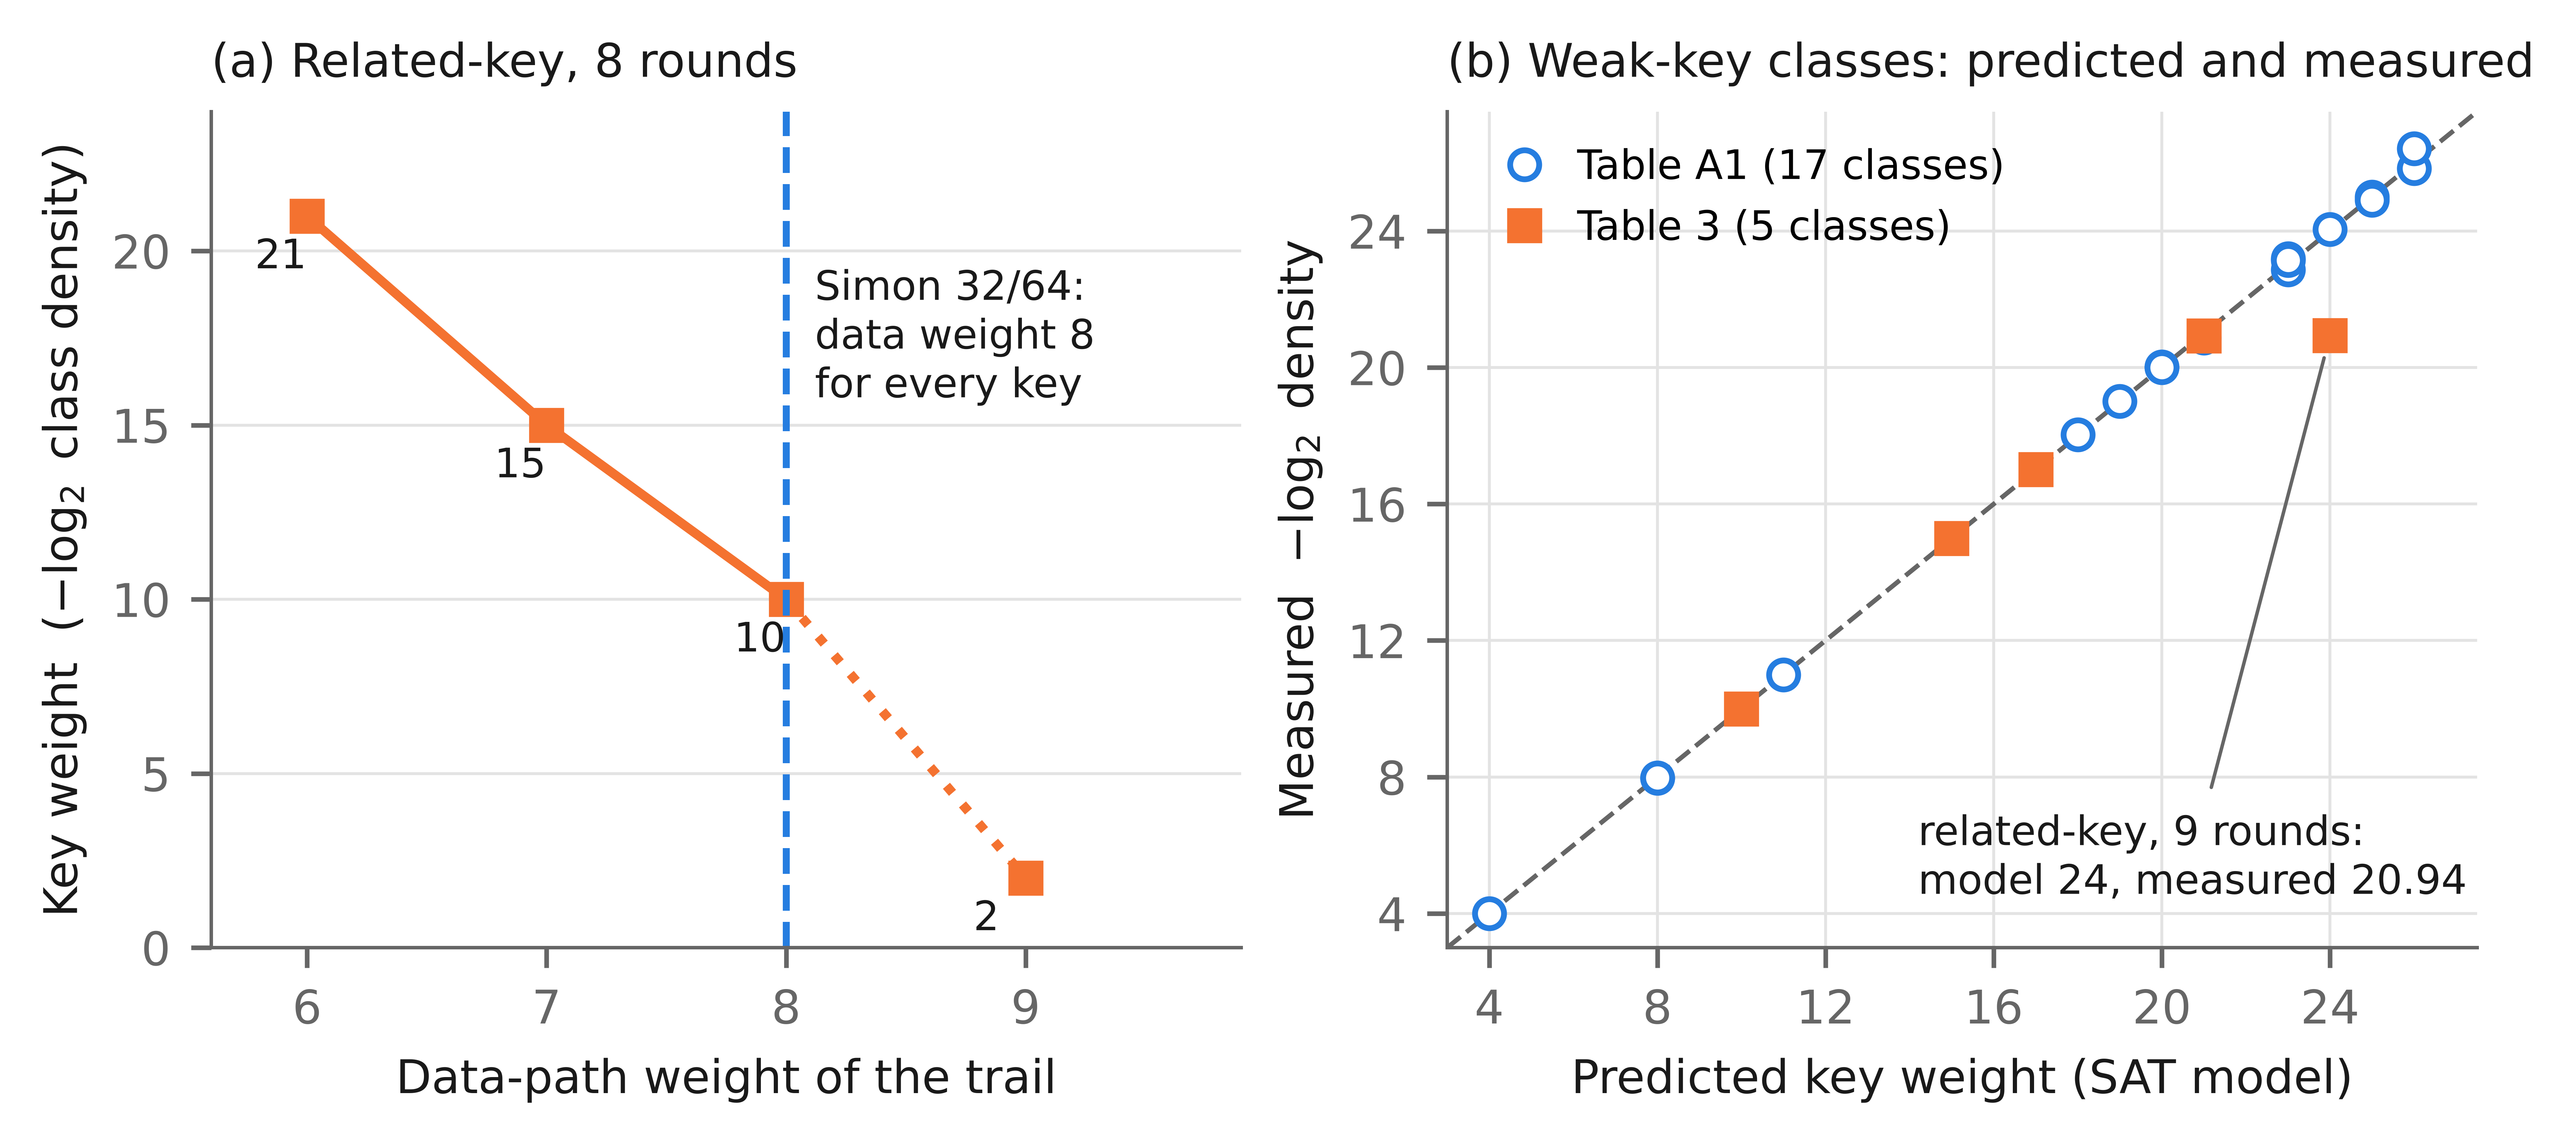 (a) Related-key, 8 rounds
Key weight (−log₂ class density)
20
15
10
5
0
21
15
10
2
Simon 32/64:
data weight 8
for every key
6 7 8 9
Data-path weight of the trail
(b) Weak-key classes: predicted and measured
Measured −log₂ density
24
20
16
12
8
4
Table A1 (17 classes)
Table 3 (5 classes)
related-key, 9 rounds:
model 24, measured 20.94
4 8 12 16 20 24
Predicted key weight (SAT model)